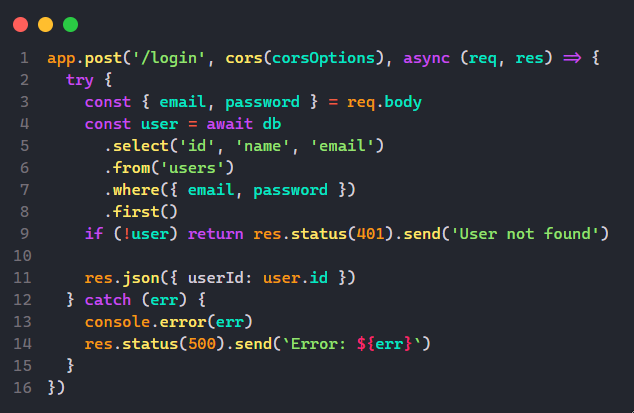 1 app.post('/login', cors(corsOptions), async (req, res) => {
2   try {
3     const { email, password } = req.body
4     const user = await db
5       .select('id', 'name', 'email')
6       .from('users')
7       .where({ email, password })
8       .first()
9     if (!user) return res.status(401).send('User not found')
10
11     res.json({ userId: user.id })
12   } catch (err) {
13     console.error(err)
14     res.status(500).send(`Error: ${err}`)
15   }
16 })